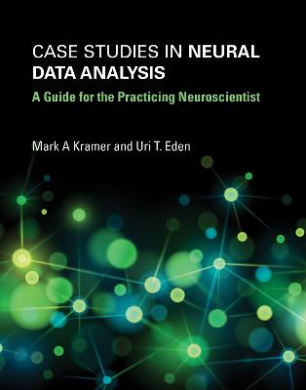 CASE STUDIES IN NEURAL
DATA ANALYSIS
A Guide for the Practicing Neuroscientist
Mark A Kramer and Uri T. Eden